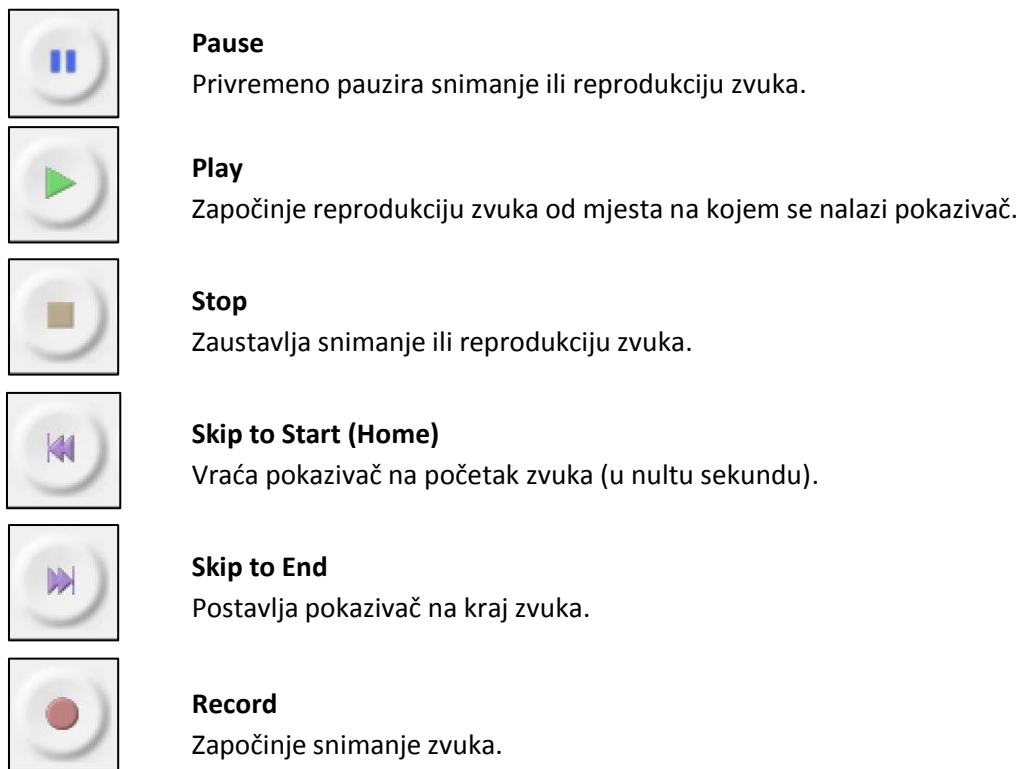 Pause
Privremeno pauzira snimanje ili reprodukciju zvuka.
Play
Započinje reprodukciju zvuka od mjesta na kojem se nalazi pokazivač.
Stop
Zaustavlja snimanje ili reprodukciju zvuka.
Skip to Start (Home)
Vraća pokazivač na početak zvuka (u nultu sekundu).
Skip to End
Postavlja pokazivač na kraj zvuka.
Record
Započinje snimanje zvuka.